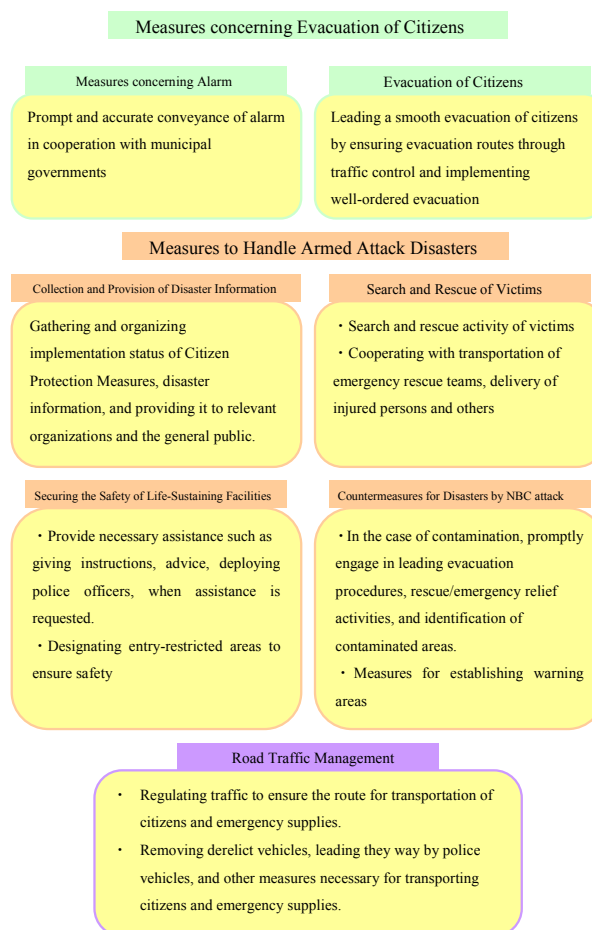 Measures concerning Evacuation of Citizens
Measures concerning Alarm
Prompt and accurate conveyance of alarm
in cooperation with municipal
governments
Evacuation of Citizens
Leading a smooth evacuation of citizens
by ensuring evacuation routes through
traffic control and implementing
well-ordered evacuation
Measures to Handle Armed Attack Disasters
Collection and Provision of Disaster Information
Gathering and organizing
implementation status of Citizen
Protection Measures, disaster
information, and providing it to relevant
organizations and the general public.
Search and Rescue of Victims
・Search and rescue activity of victims
・Cooperating with transportation of
emergency rescue teams, delivery of
injured persons and others
Securing the Safety of Life-Sustaining Facilities
・Provide necessary assistance such as
giving instructions, advice, deploying
police officers, when assistance is
requested.
・Designating entry-restricted areas to
ensure safety
Countermeasures for Disasters by NBC attack
・In the case of contamination, promptly
engage in leading evacuation
procedures, rescue/emergency relief
activities, and identification of
contaminated areas.
・Measures for establishing warning
areas
Road Traffic Management
・ Regulating traffic to ensure the route for transportation of
citizens and emergency supplies.
・ Removing derelict vehicles, leading they way by police
vehicles, and other measures necessary for transporting
citizens and emergency supplies.